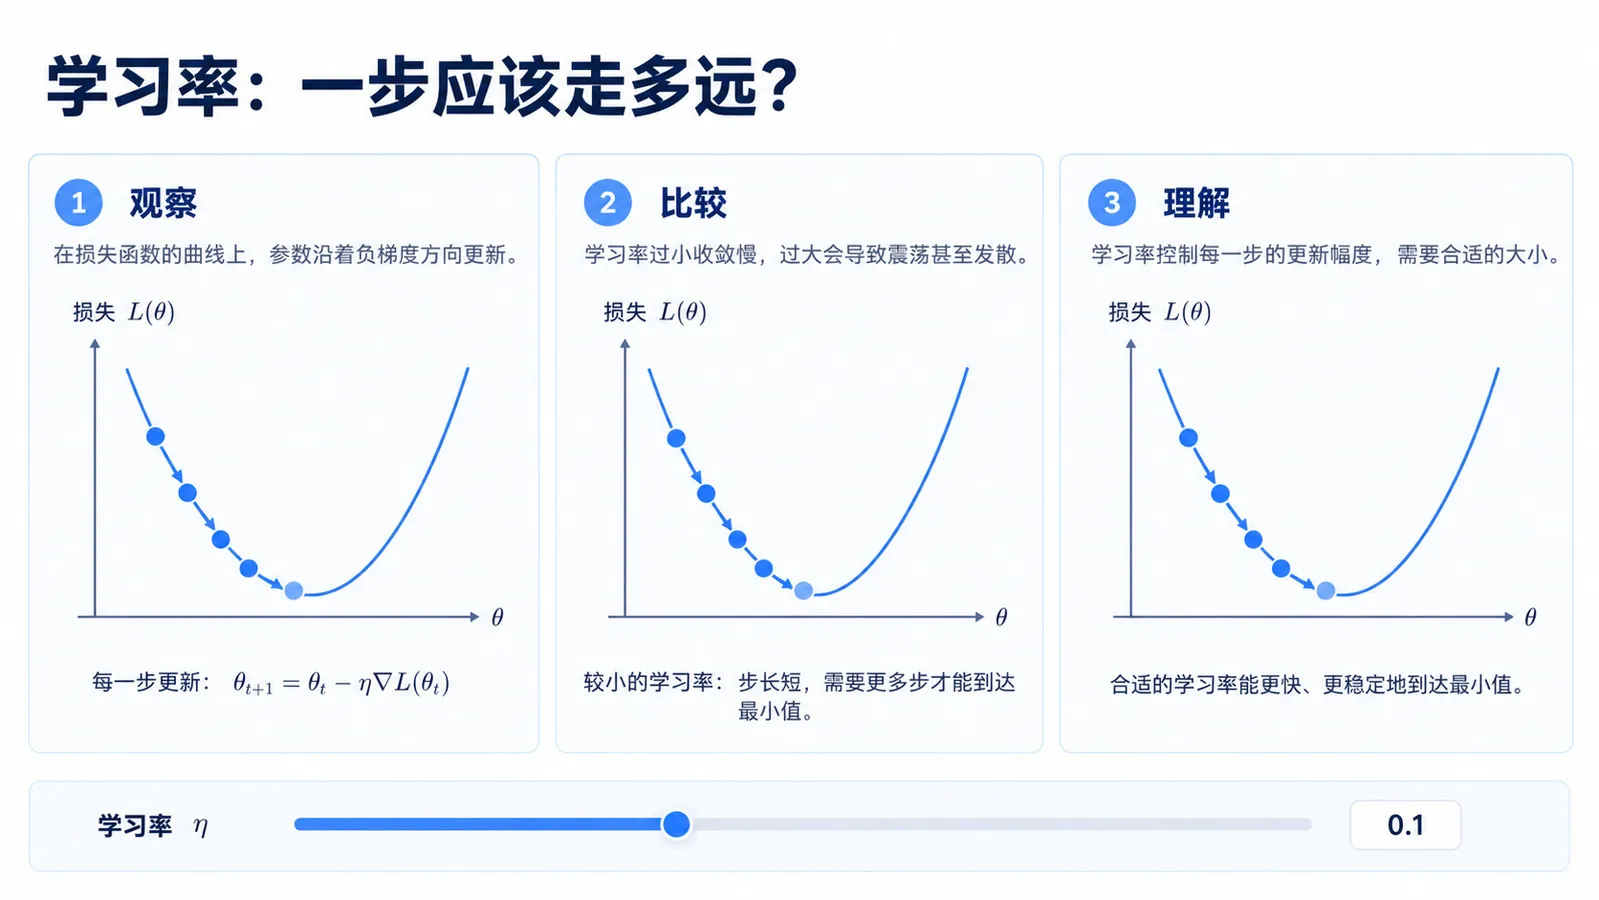 学习率：一步应该走多远？
1 观察
在损失函数的曲线上，参数沿着负梯度方向更新。
损失 L(θ)
θ
每一步更新： θ_{t+1} = θ_t − η∇L(θ_t)
2 比较
学习率过小收敛慢，过大会导致震荡甚至发散。
损失 L(θ)
θ
较小的学习率：步长短，需要更多步才能到达
最小值。
3 理解
学习率控制每一步的更新幅度，需要合适的大小。
损失 L(θ)
θ
合适的学习率能更快、更稳定地到达最小值。
学习率 η
0.1